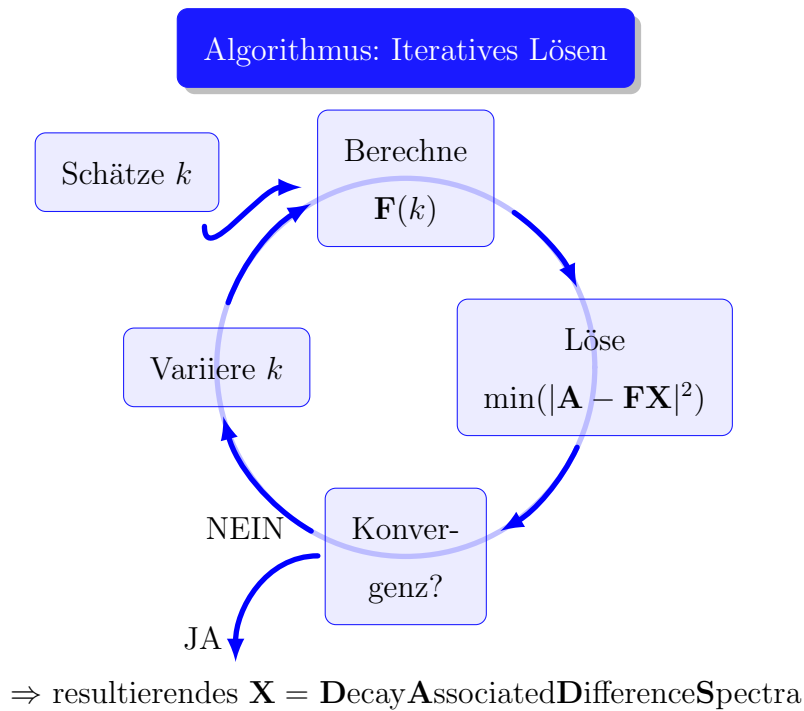 Algorithmus: Iteratives Lösen
Schätze k
Berechne
F(k)
Löse
min(|A − FX|²)
Variiere k
Konver-
genz?
NEIN
JA
⇒ resultierendes X = DecayAssociatedDifferenceSpectra